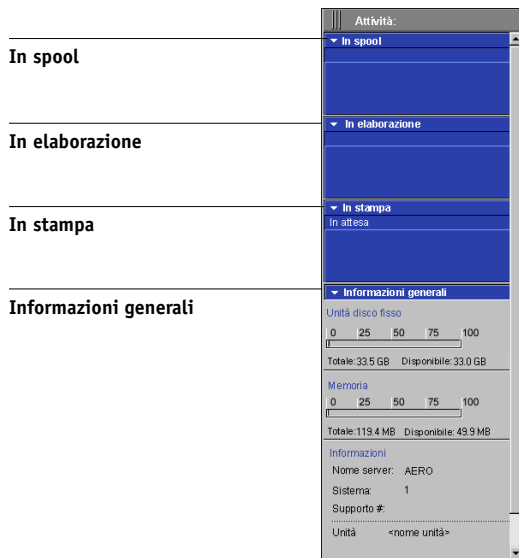 Attività:
In spool
In spool
In elaborazione
In elaborazione
In stampa
In stampa
In attesa
Informazioni generali
Informazioni generali
Unità disco fisso
0 25 50 75 100
Totale:33.5 GB Disponibile:33.0 GB
Memoria
0 25 50 75 100
Totale:119.4 MB Disponibile:49.9 MB
Informazioni
Nome server: AERO
Sistema: 1
Supporto #:
Unità <nome unità>